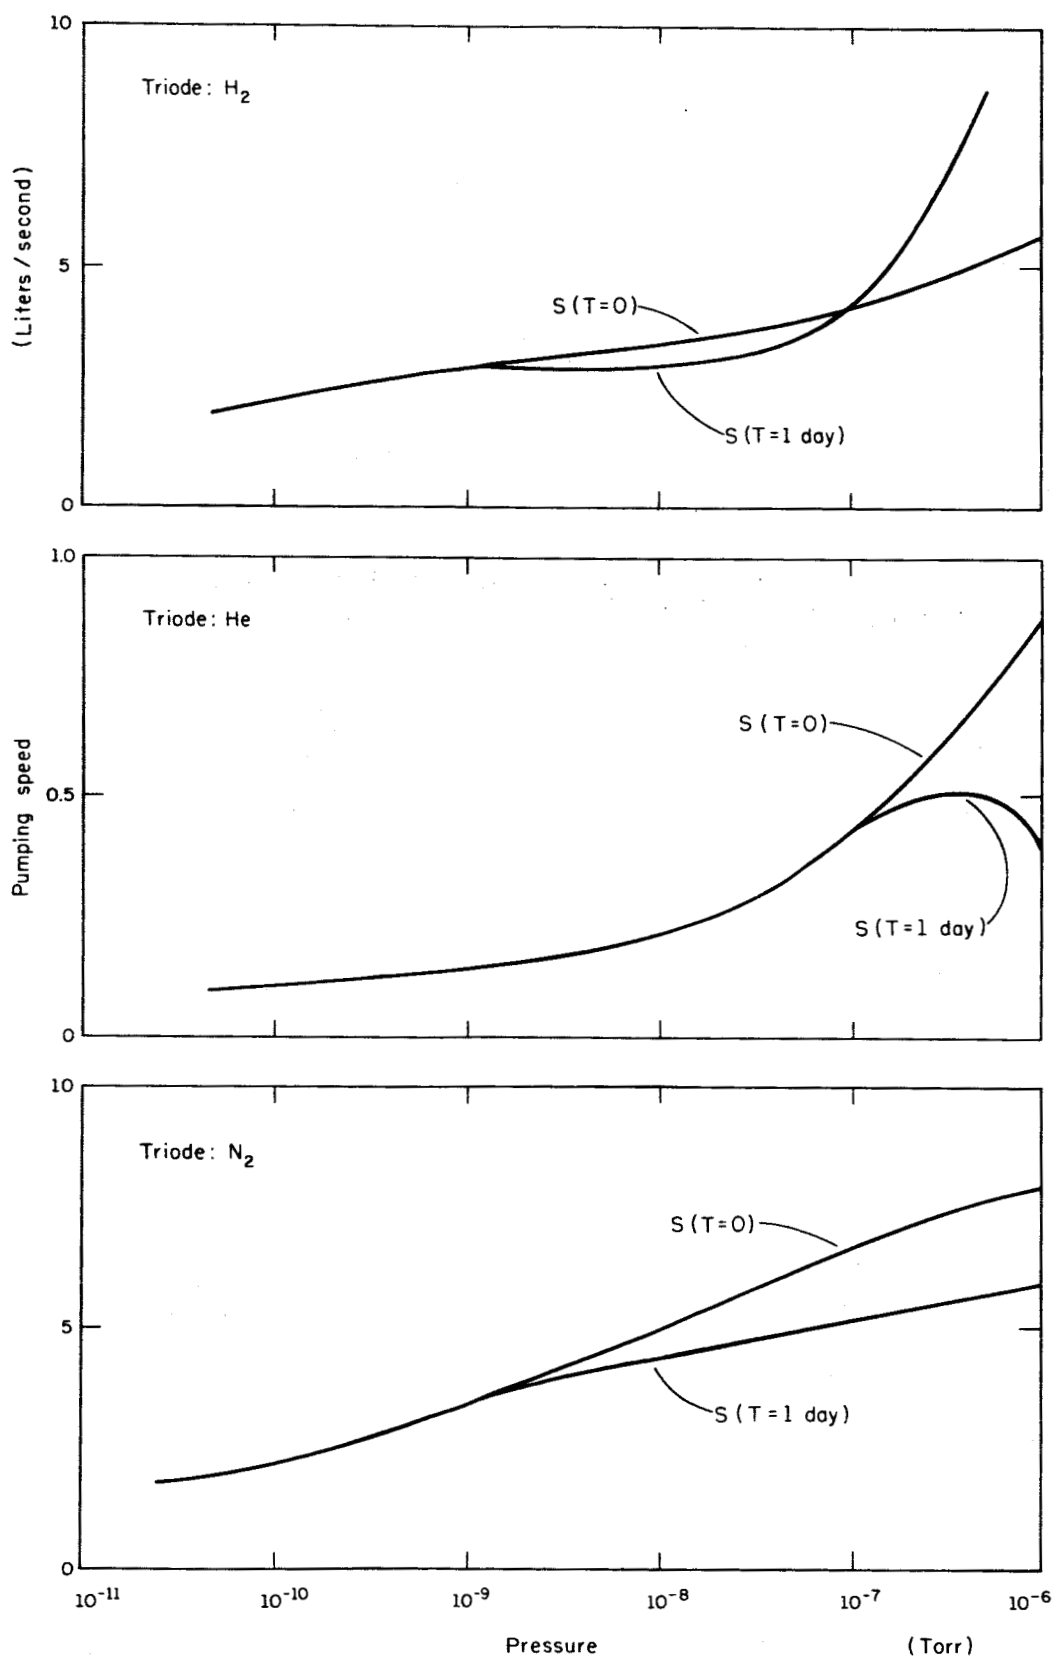 10
Triode: H2
(Liters/second)
5
S(T=0)
S(T=1 day)
0
1.0
Triode: He
S(T=0)
Pumping speed
0.5
S(T=1 day)
0
10
Triode: N2
S(T=0)
5
S(T=1 day)
0
10-11 10-10 10-9 10-8 10-7 10-6
Pressure (Torr)